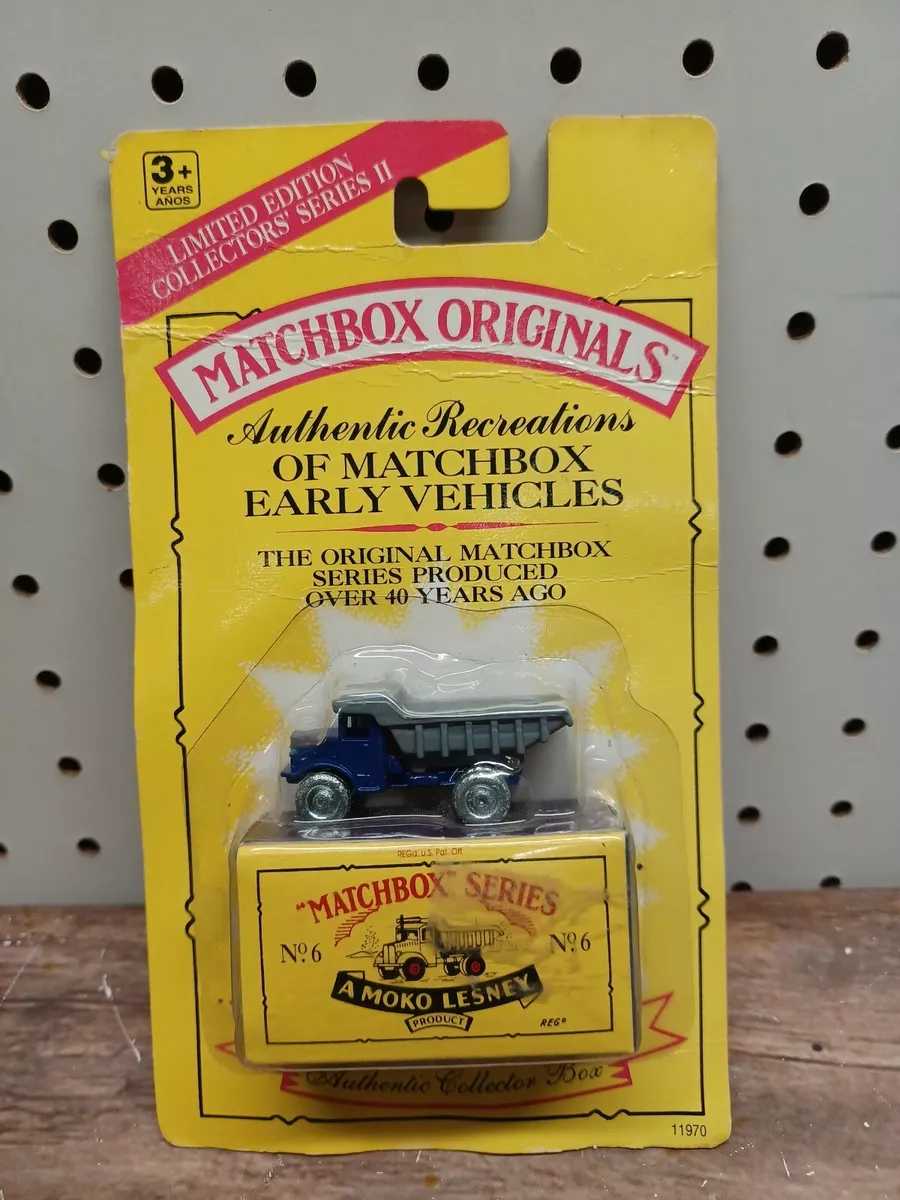 3+
YEARS
AÑOS
LIMITED EDITION
COLLECTORS' SERIES II
MATCHBOX ORIGINALS™
Authentic Recreations
OF MATCHBOX
EARLY VEHICLES
THE ORIGINAL MATCHBOX
SERIES PRODUCED
OVER 40 YEARS AGO
REGd. U.S. Pat. Off.
"MATCHBOX" SERIES
Nº 6
Nº 6
A MOKO LESNEY
PRODUCT
REGD
Authentic Collector Box
11970